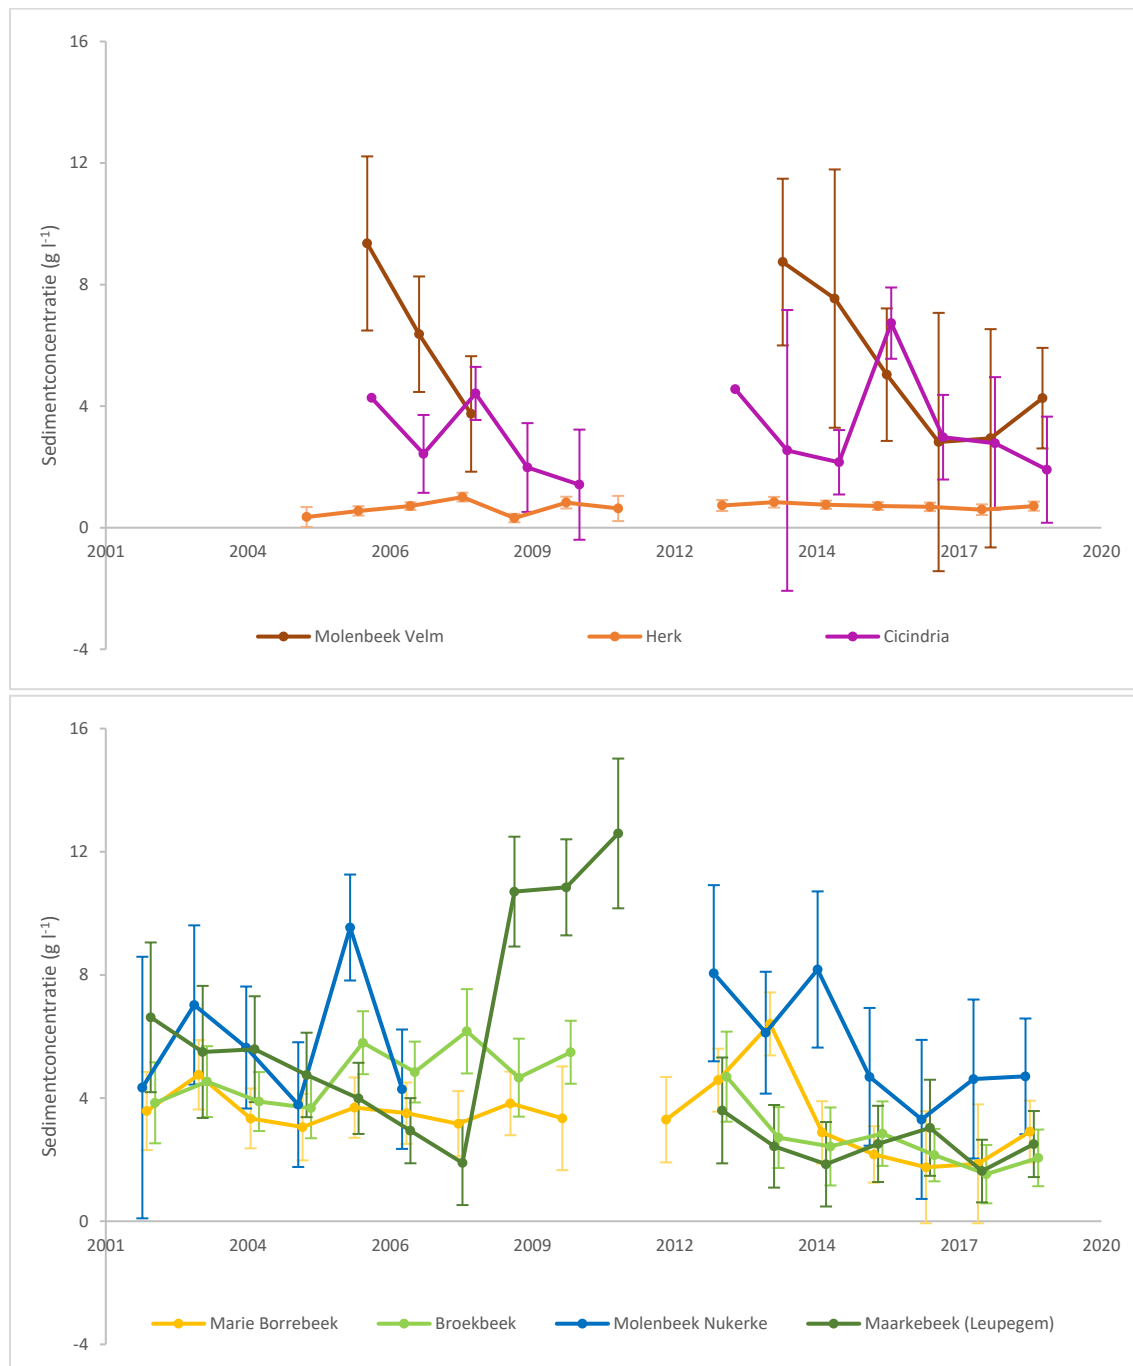 16
12
8
4
0
-4
Sedimentconcentratie (g l-1)
2001 2004 2006 2009 2012 2014 2017 2020
Molenbeek Velm Herk Cicindria
16
12
8
4
0
-4
Sedimentconcentratie (g l-1)
2001 2004 2006 2009 2012 2014 2017 2020
Marie Borrebeek Broekbeek Molenbeek Nukerke Maarkebeek (Leupegem)